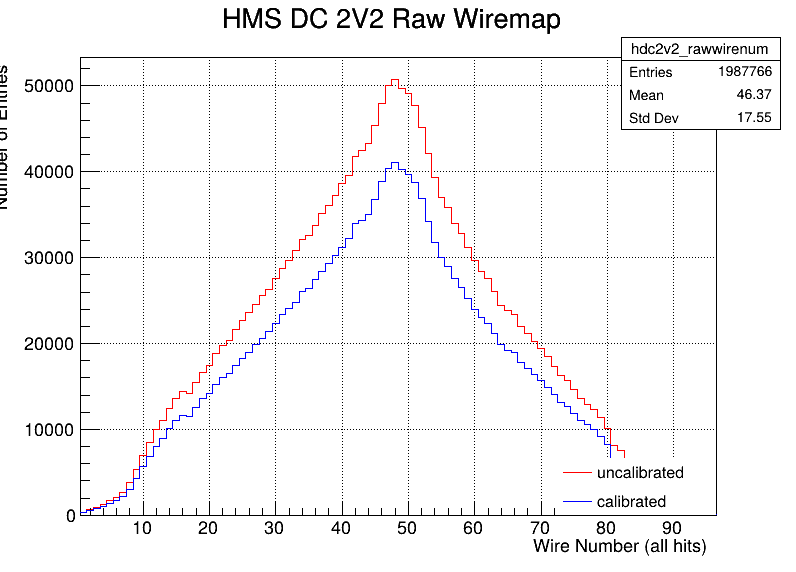 HMS DC 2V2 Raw Wiremap
hdc2v2_rawwirenum
Entries 1987766
Mean 46.37
Std Dev 17.55
Number of Entries
50000
40000
30000
20000
10000
0
10 20 30 40 50 60 70 80 90
Wire Number (all hits)
uncalibrated
calibrated